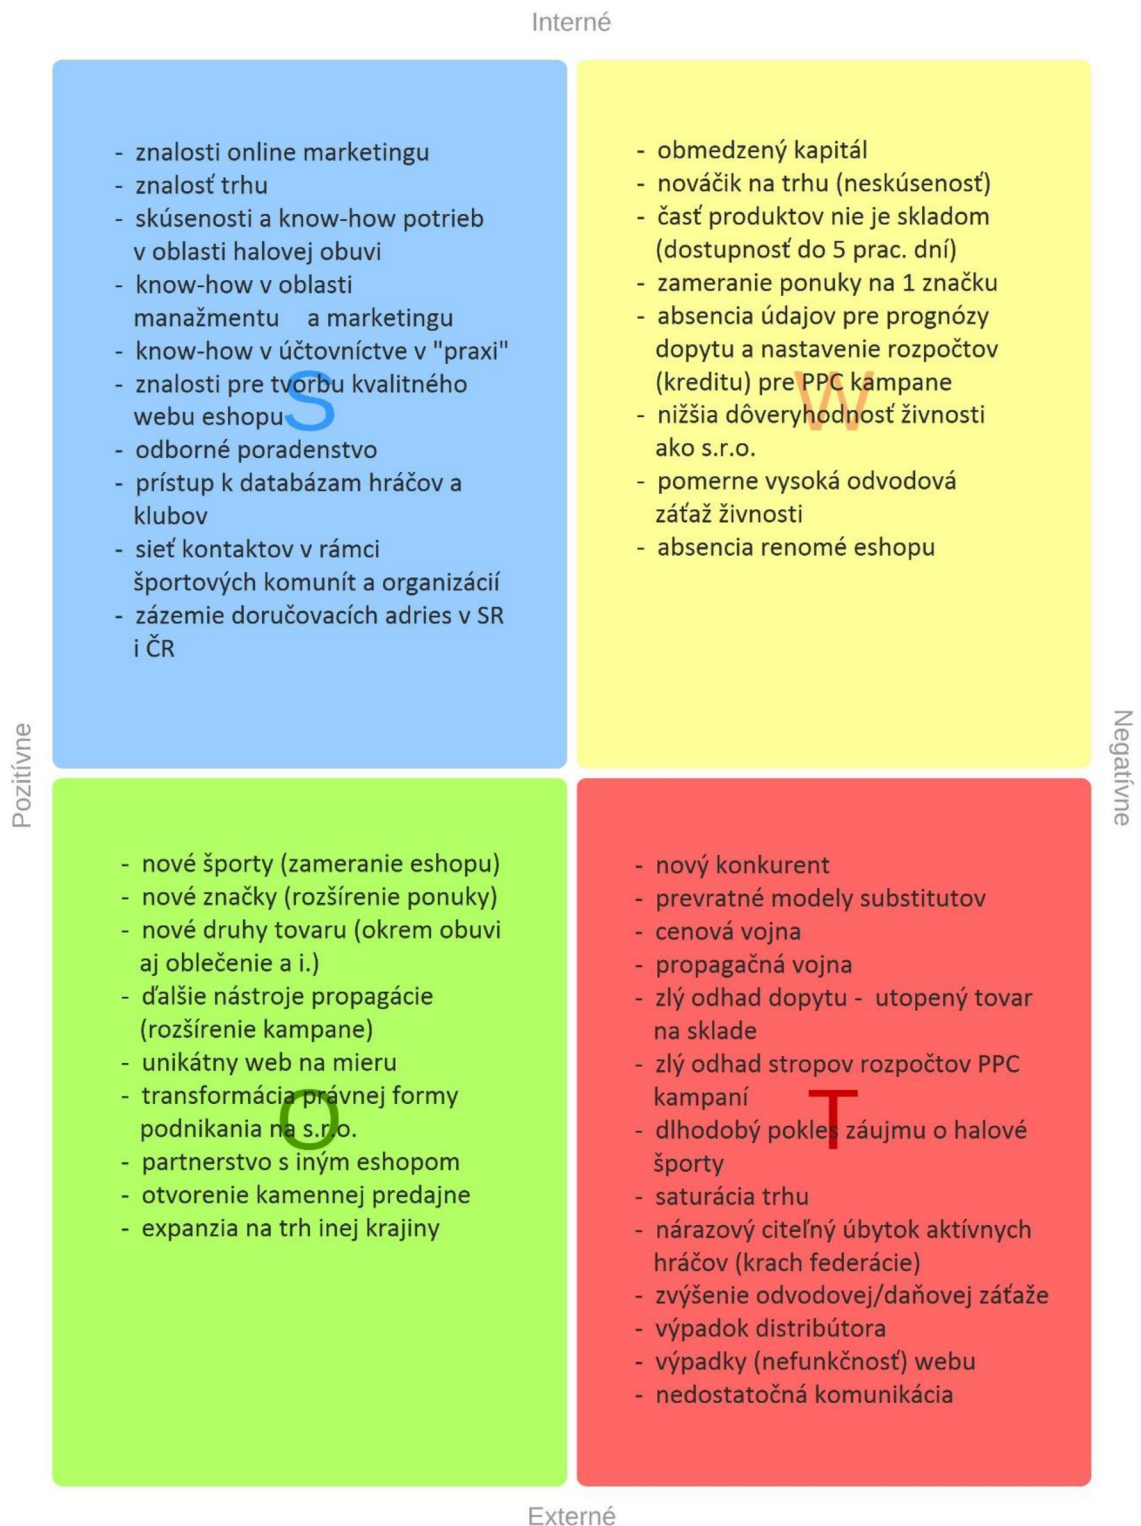 Interné
- znalosti online marketingu
- znalosť trhu
- skúsenosti a know-how potrieb
v oblasti halovej obuvi
- know-how v oblasti
manažmentu a marketingu
- know-how v účtovníctve v "praxi"
- znalosti pre tvorbu kvalitného
webu eshopu
- odborné poradenstvo
- prístup k databázam hráčov a
klubov
- sieť kontaktov v rámci
športových komunít a organizácií
- zázemie doručovacích adries v SR
i ČR
S
- obmedzený kapitál
- nováčik na trhu (neskúsenosť)
- časť produktov nie je skladom
(dostupnosť do 5 prac. dní)
- zameranie ponuky na 1 značku
- absencia údajov pre prognózy
dopytu a nastavenie rozpočtov
(kreditu) pre PPC kampane
- nižšia dôveryhodnosť živnosti
ako s.r.o.
- pomerne vysoká odvodová
záťaž živnosti
- absencia renomé eshopu
W
Pozitívne
Negatívne
- nové športy (zameranie eshopu)
- nové značky (rozšírenie ponuky)
- nové druhy tovaru (okrem obuvi
aj oblečenie a i.)
- ďalšie nástroje propagácie
(rozšírenie kampane)
- unikátny web na mieru
- transformácia právnej formy
podnikania na s.r.o.
- partnerstvo s iným eshopom
- otvorenie kamennej predajne
- expanzia na trh inej krajiny
O
- nový konkurent
- prevratné modely substitutov
- cenová vojna
- propagačná vojna
- zlý odhad dopytu - utopený tovar
na sklade
- zlý odhad stropov rozpočtov PPC
kampaní
- dlhodobý pokles záujmu o halové
športy
- saturácia trhu
- nárazový citeľný úbytok aktívnych
hráčov (krach federácie)
- zvýšenie odvodovej/daňovej záťaže
- výpadok distribútora
- výpadky (nefunkčnosť) webu
- nedostatočná komunikácia
T
Externé